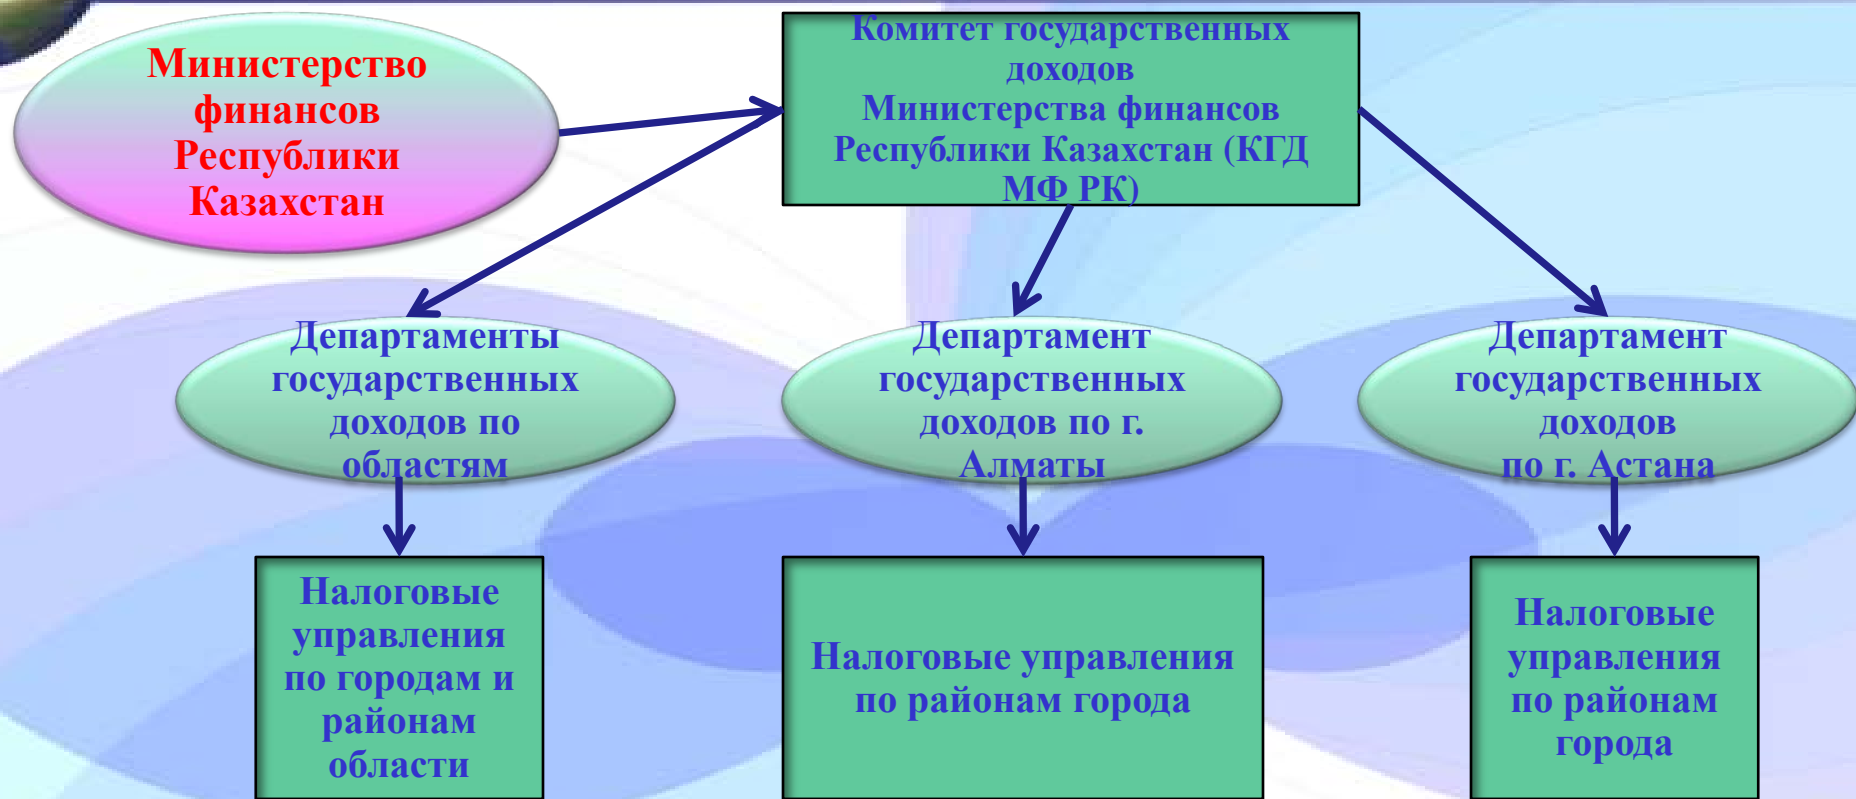 Министерство
финансов
Республики
Казахстан
Комитет государственных
доходов
Министерства финансов
Республики Казахстан (КГД
МФ РК)
Департаменты
государственных
доходов по
областям
Департамент
государственных
доходов по г.
Алматы
Департамент
государственных
доходов
по г. Астана
Налоговые
управления
по городам и
районам
области
Налоговые управления
по районам города
Налоговые
управления
по районам
города